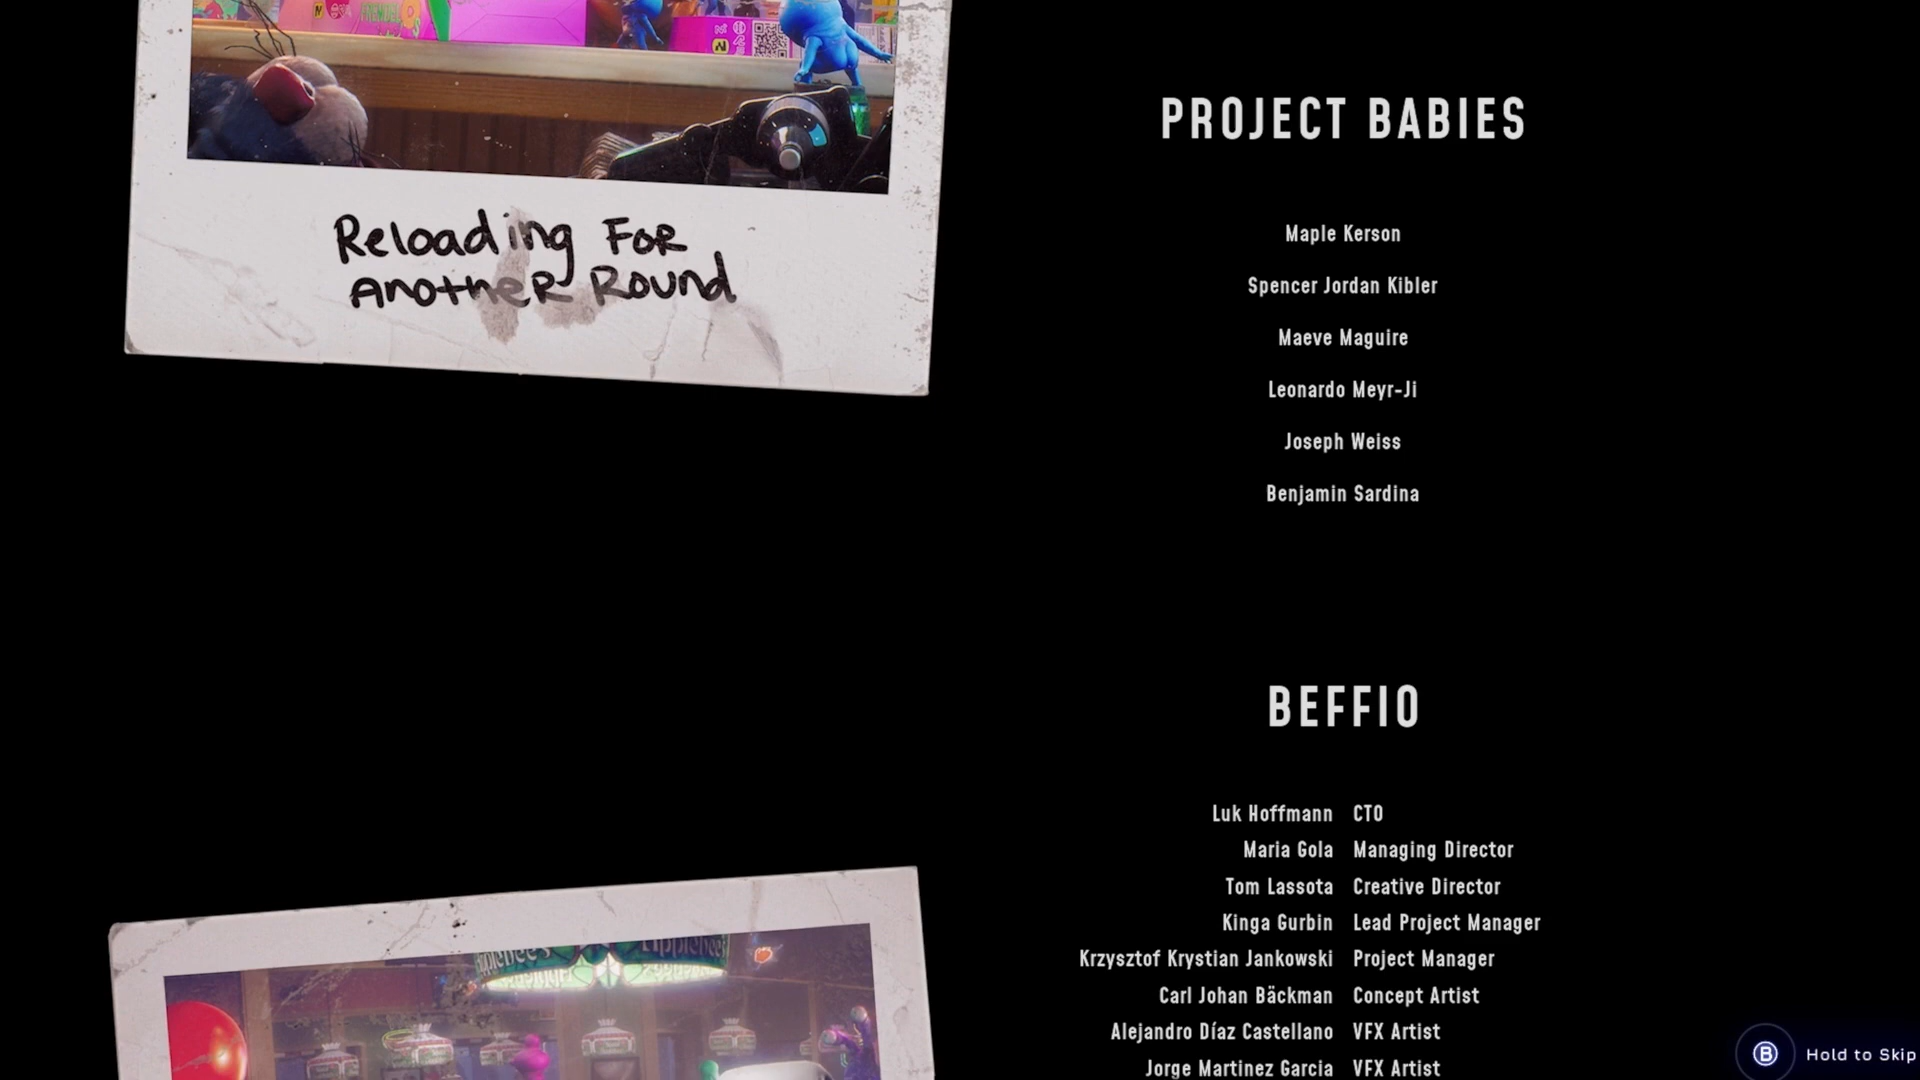 Reloading For
Another Round
PROJECT BABIES
Maple Kerson
Spencer Jordan Kibler
Maeve Maguire
Leonardo Meyr-Ji
Joseph Weiss
Benjamin Sardina
BEFFIO
Luk Hoffmann CTO
Maria Gola Managing Director
Tom Lassota Creative Director
Kinga Gurbin Lead Project Manager
Krzysztof Krystian Jankowski Project Manager
Carl Johan Bäckman Concept Artist
Alejandro Díaz Castellano VFX Artist
Jorge Martinez Garcia VFX Artist
B Hold to Skip